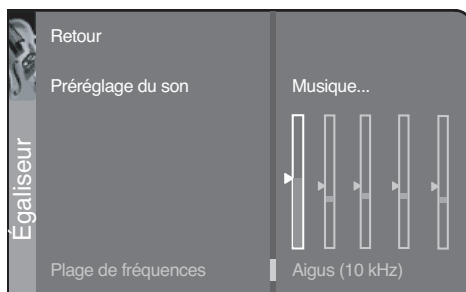 Retour
Préréglage du son
Musique...
Égaliseur
Plage de fréquences
Aigus (10 kHz)